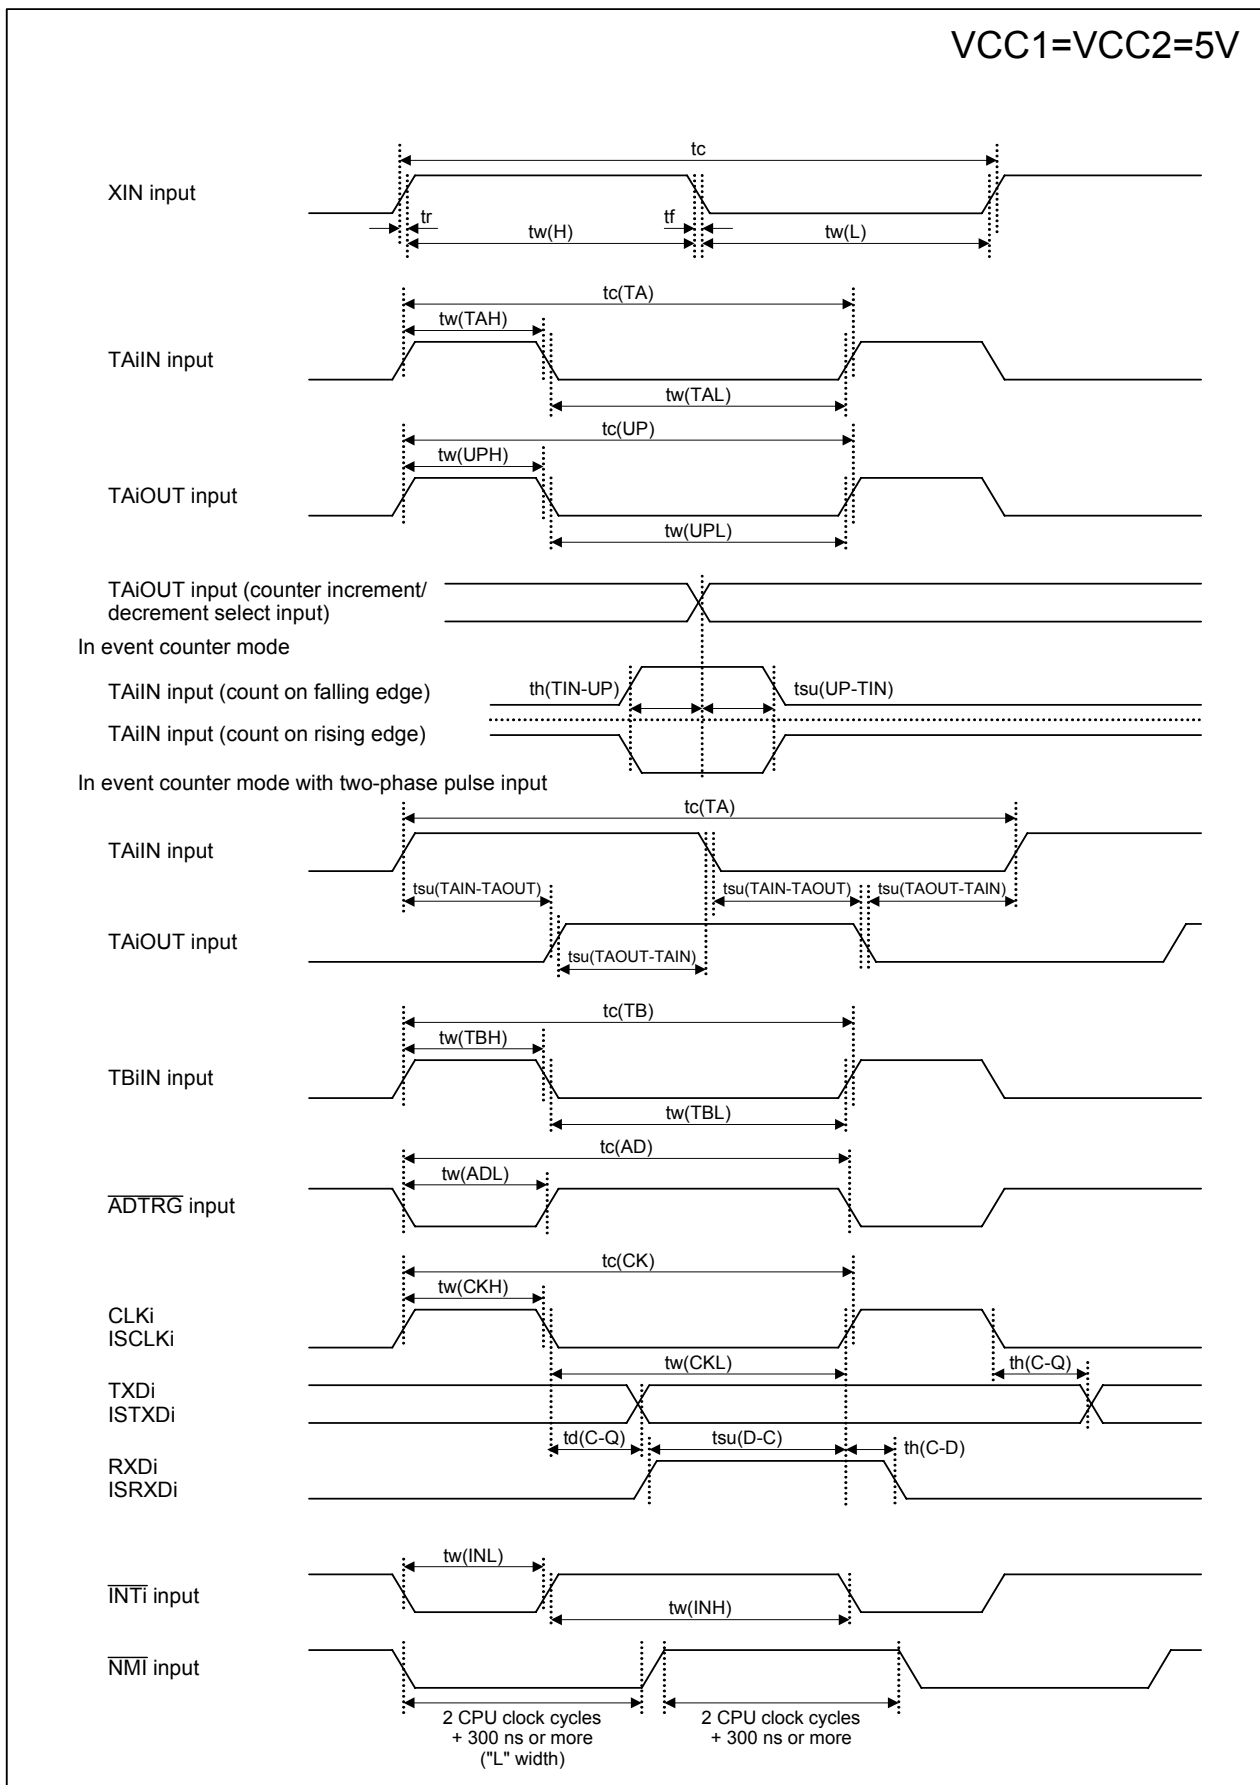 VCC1=VCC2=5V
tc
XIN input
tr
tf
tw(H)
tw(L)
tc(TA)
tw(TAH)
TAiIN input
tw(TAL)
tc(UP)
tw(UPH)
TAiOUT input
tw(UPL)
TAiOUT input (counter increment/
decrement select input)
In event counter mode
TAiIN input (count on falling edge)
th(TIN-UP)
tsu(UP-TIN)
TAiIN input (count on rising edge)
In event counter mode with two-phase pulse input
tc(TA)
TAiIN input
tsu(TAIN-TAOUT)
tsu(TAIN-TAOUT)
tsu(TAOUT-TAIN)
TAiOUT input
tsu(TAOUT-TAIN)
tc(TB)
tw(TBH)
TBiIN input
tw(TBL)
tc(AD)
tw(ADL)
ADTRG input
tc(CK)
tw(CKH)
CLKi
ISCLKi
tw(CKL)
th(C-Q)
TXDi
ISTXDi
td(C-Q)
tsu(D-C)
th(C-D)
RXDi
ISRXDi
tw(INL)
INTi input
tw(INH)
NMI input
2 CPU clock cycles
+ 300 ns or more
("L" width)
2 CPU clock cycles
+ 300 ns or more